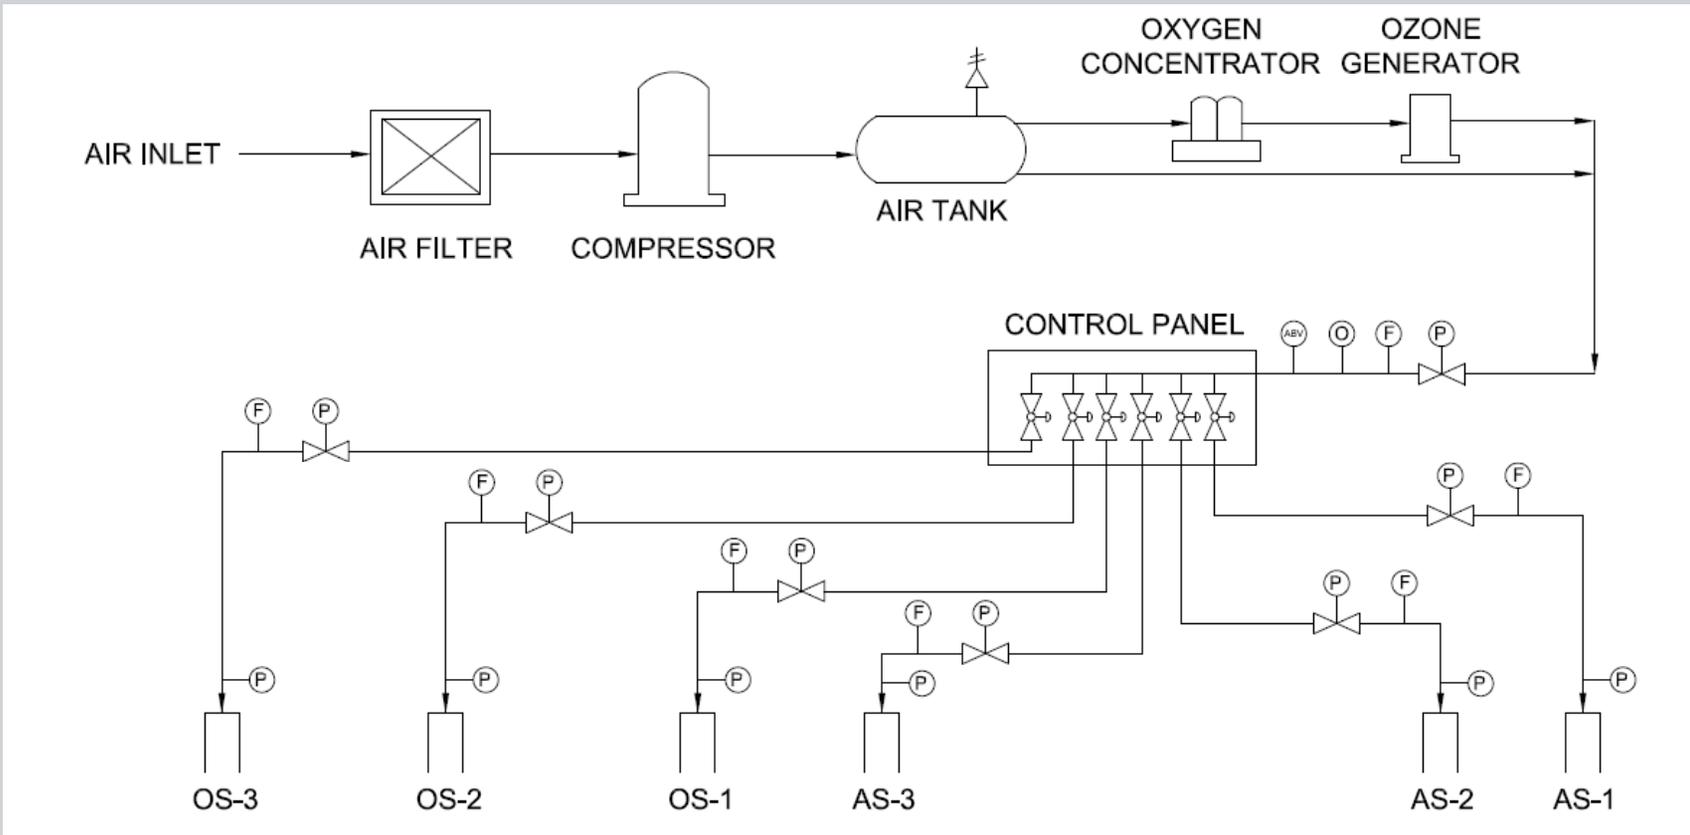 OXYGEN
CONCENTRATOR
OZONE
GENERATOR
AIR INLET
AIR FILTER
COMPRESSOR
AIR TANK
CONTROL PANEL
ABV
O
F
P
F
P
F
P
F
P
F
P
P
F
P
F
P
P
P
P
P
P
OS-3
OS-2
OS-1
AS-3
AS-2
AS-1